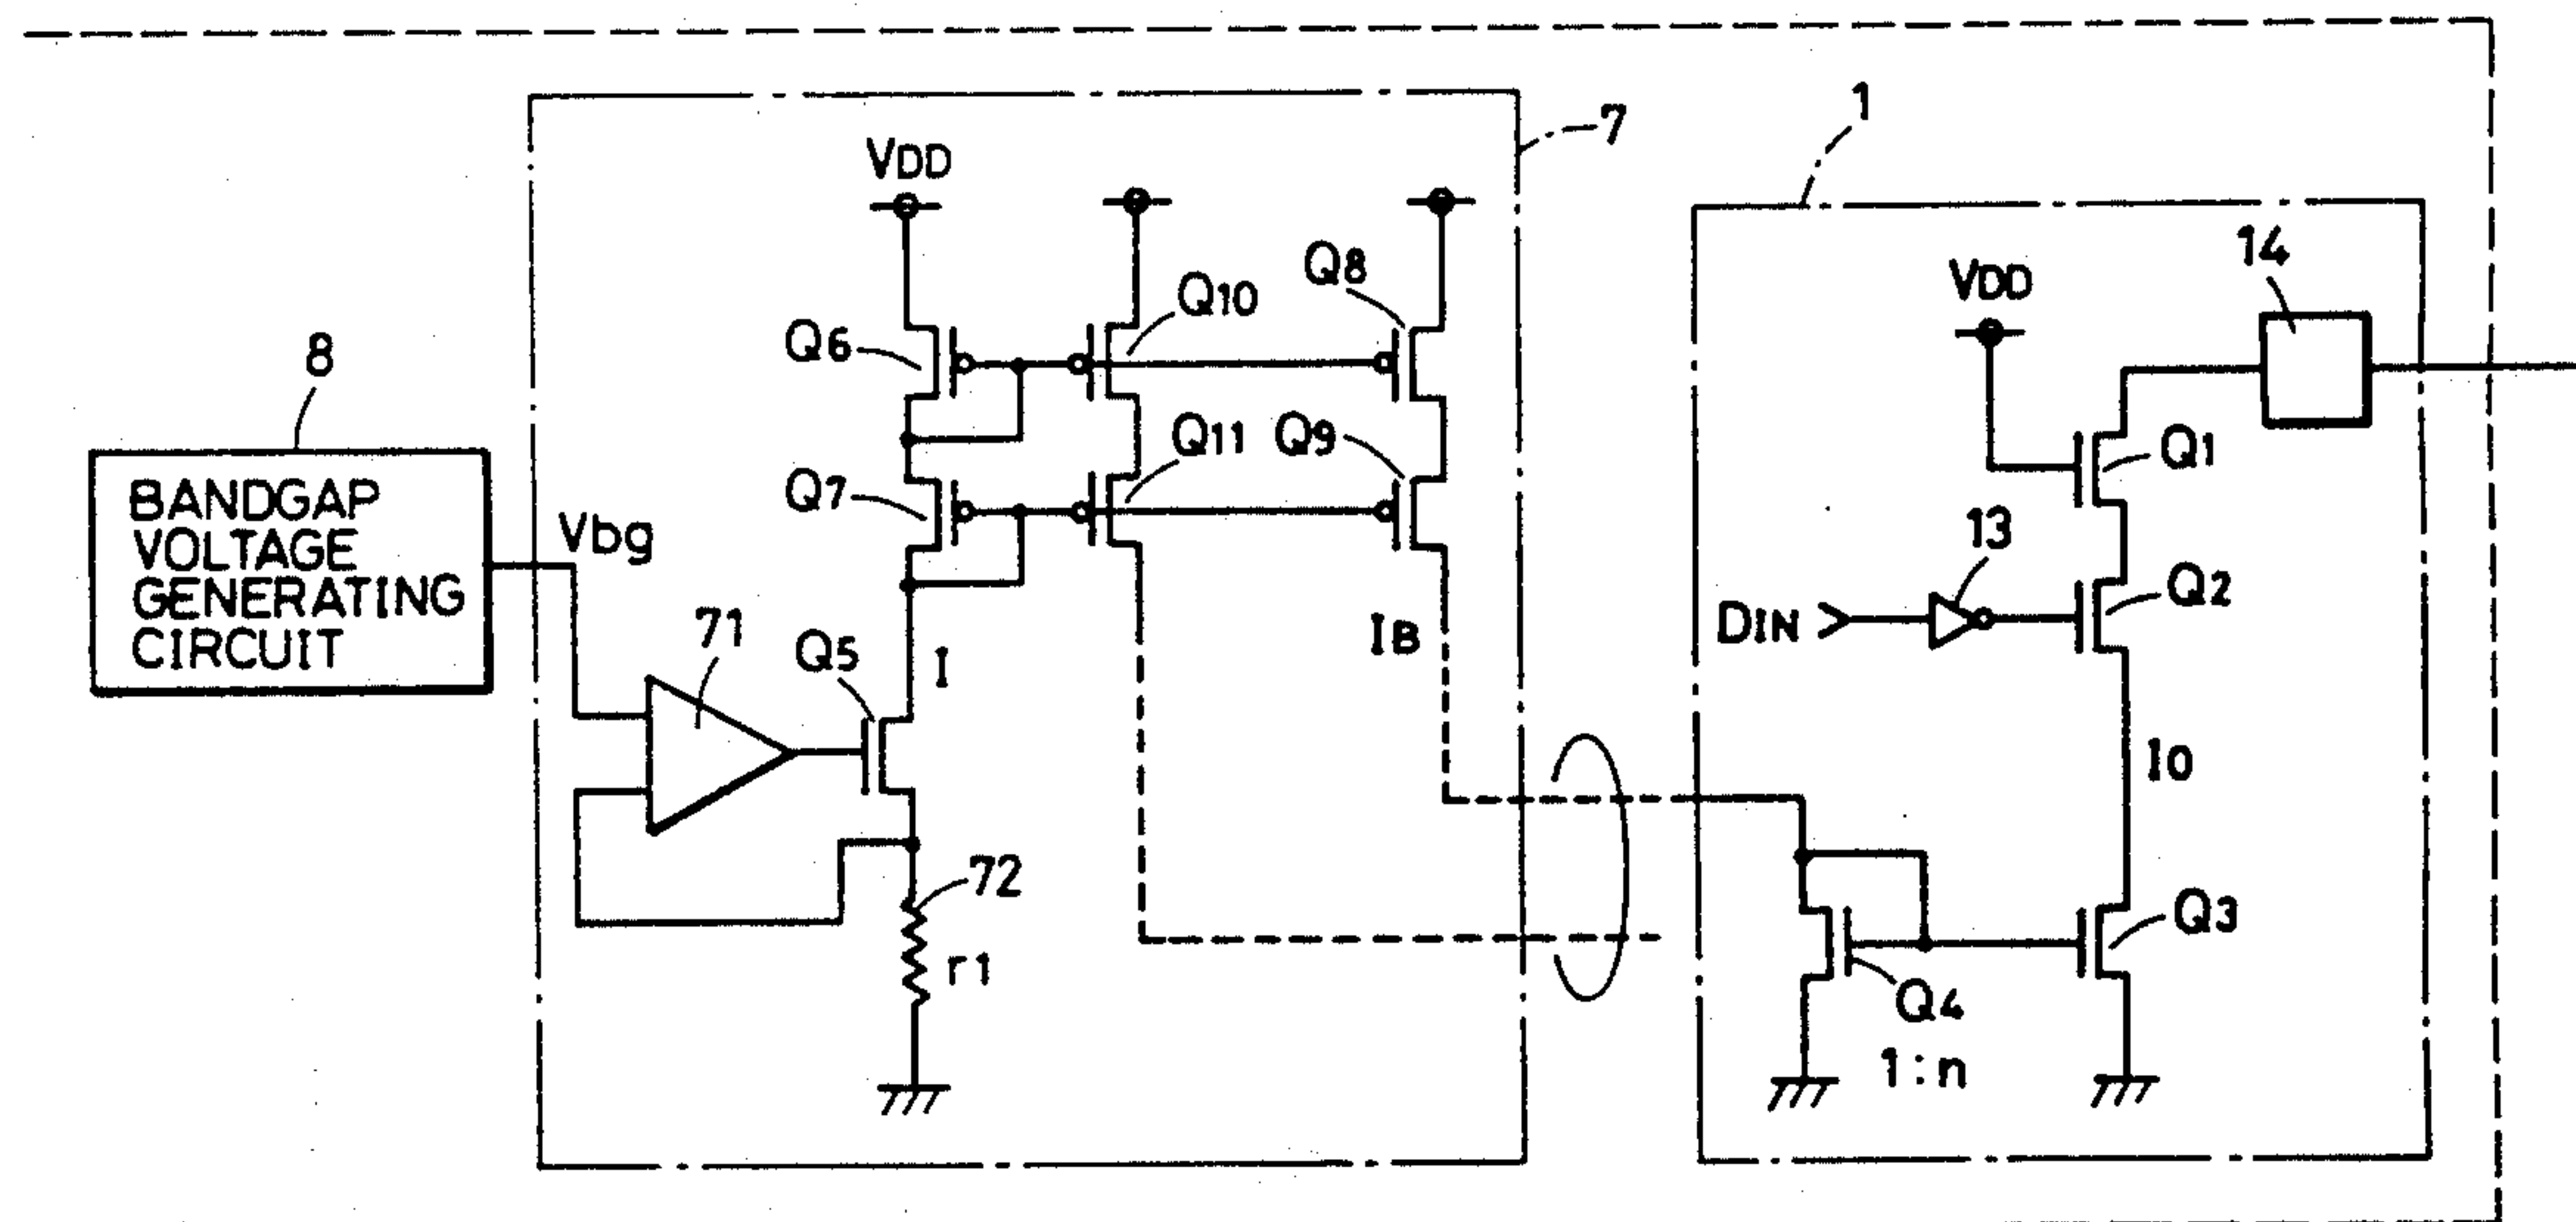 8
BANDGAP
VOLTAGE
GENERATING
CIRCUIT
Vbg
7
VDD
Q6
Q10
Q8
Q7
Q11
Q9
71
Q5
I
IB
72
r1
1
14
VDD
Q1
13
DIN
Q2
I0
Q3
Q4
1:n